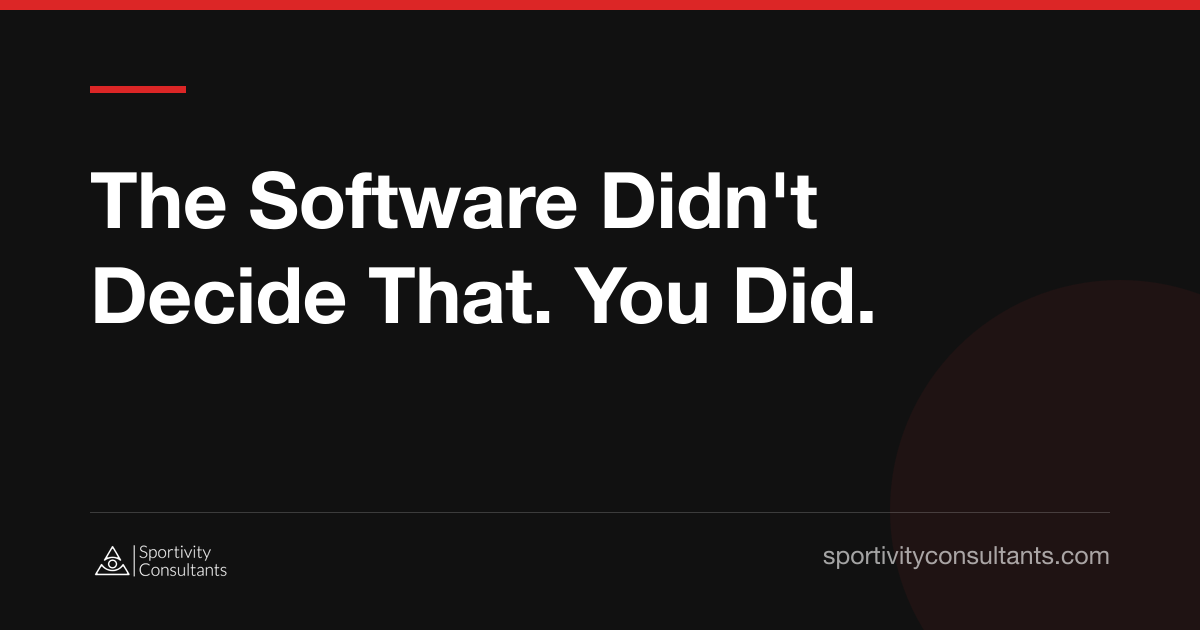 The Software Didn't
Decide That. You Did.
Sportivity
Consultants
sportivityconsultants.com